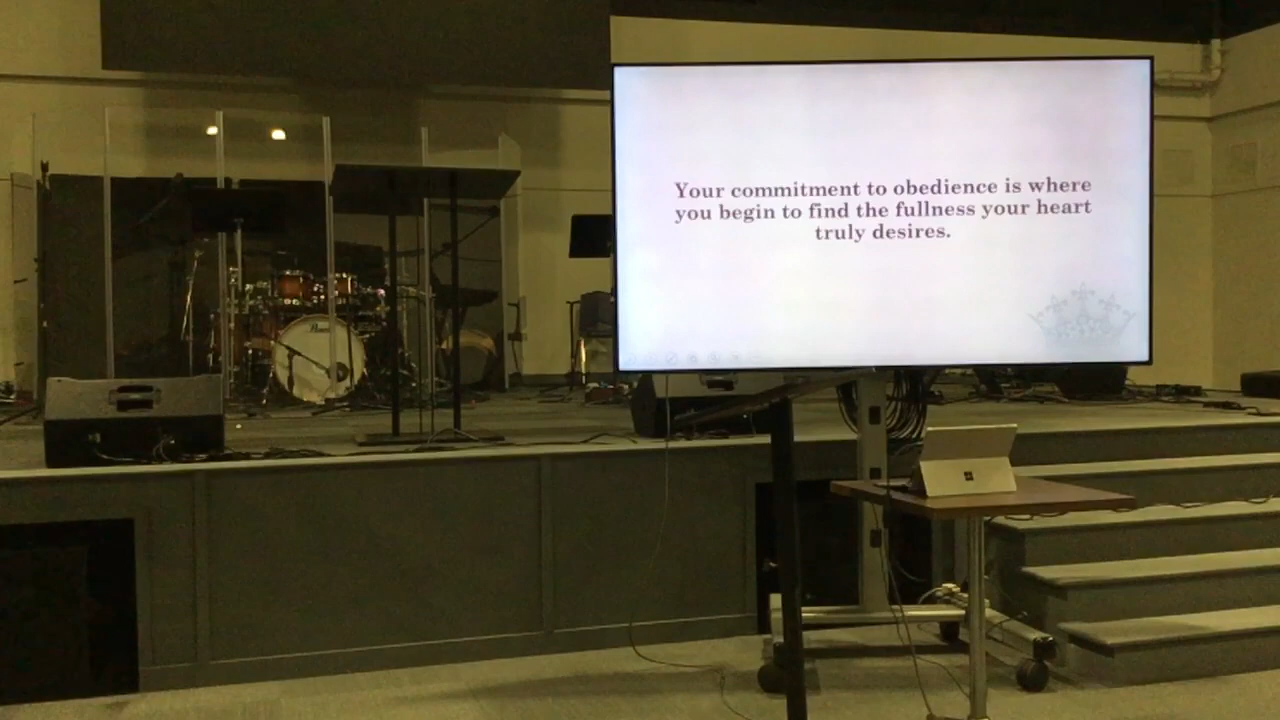 Your commitment to obedience is where
you begin to find the fullness your heart
truly desires.